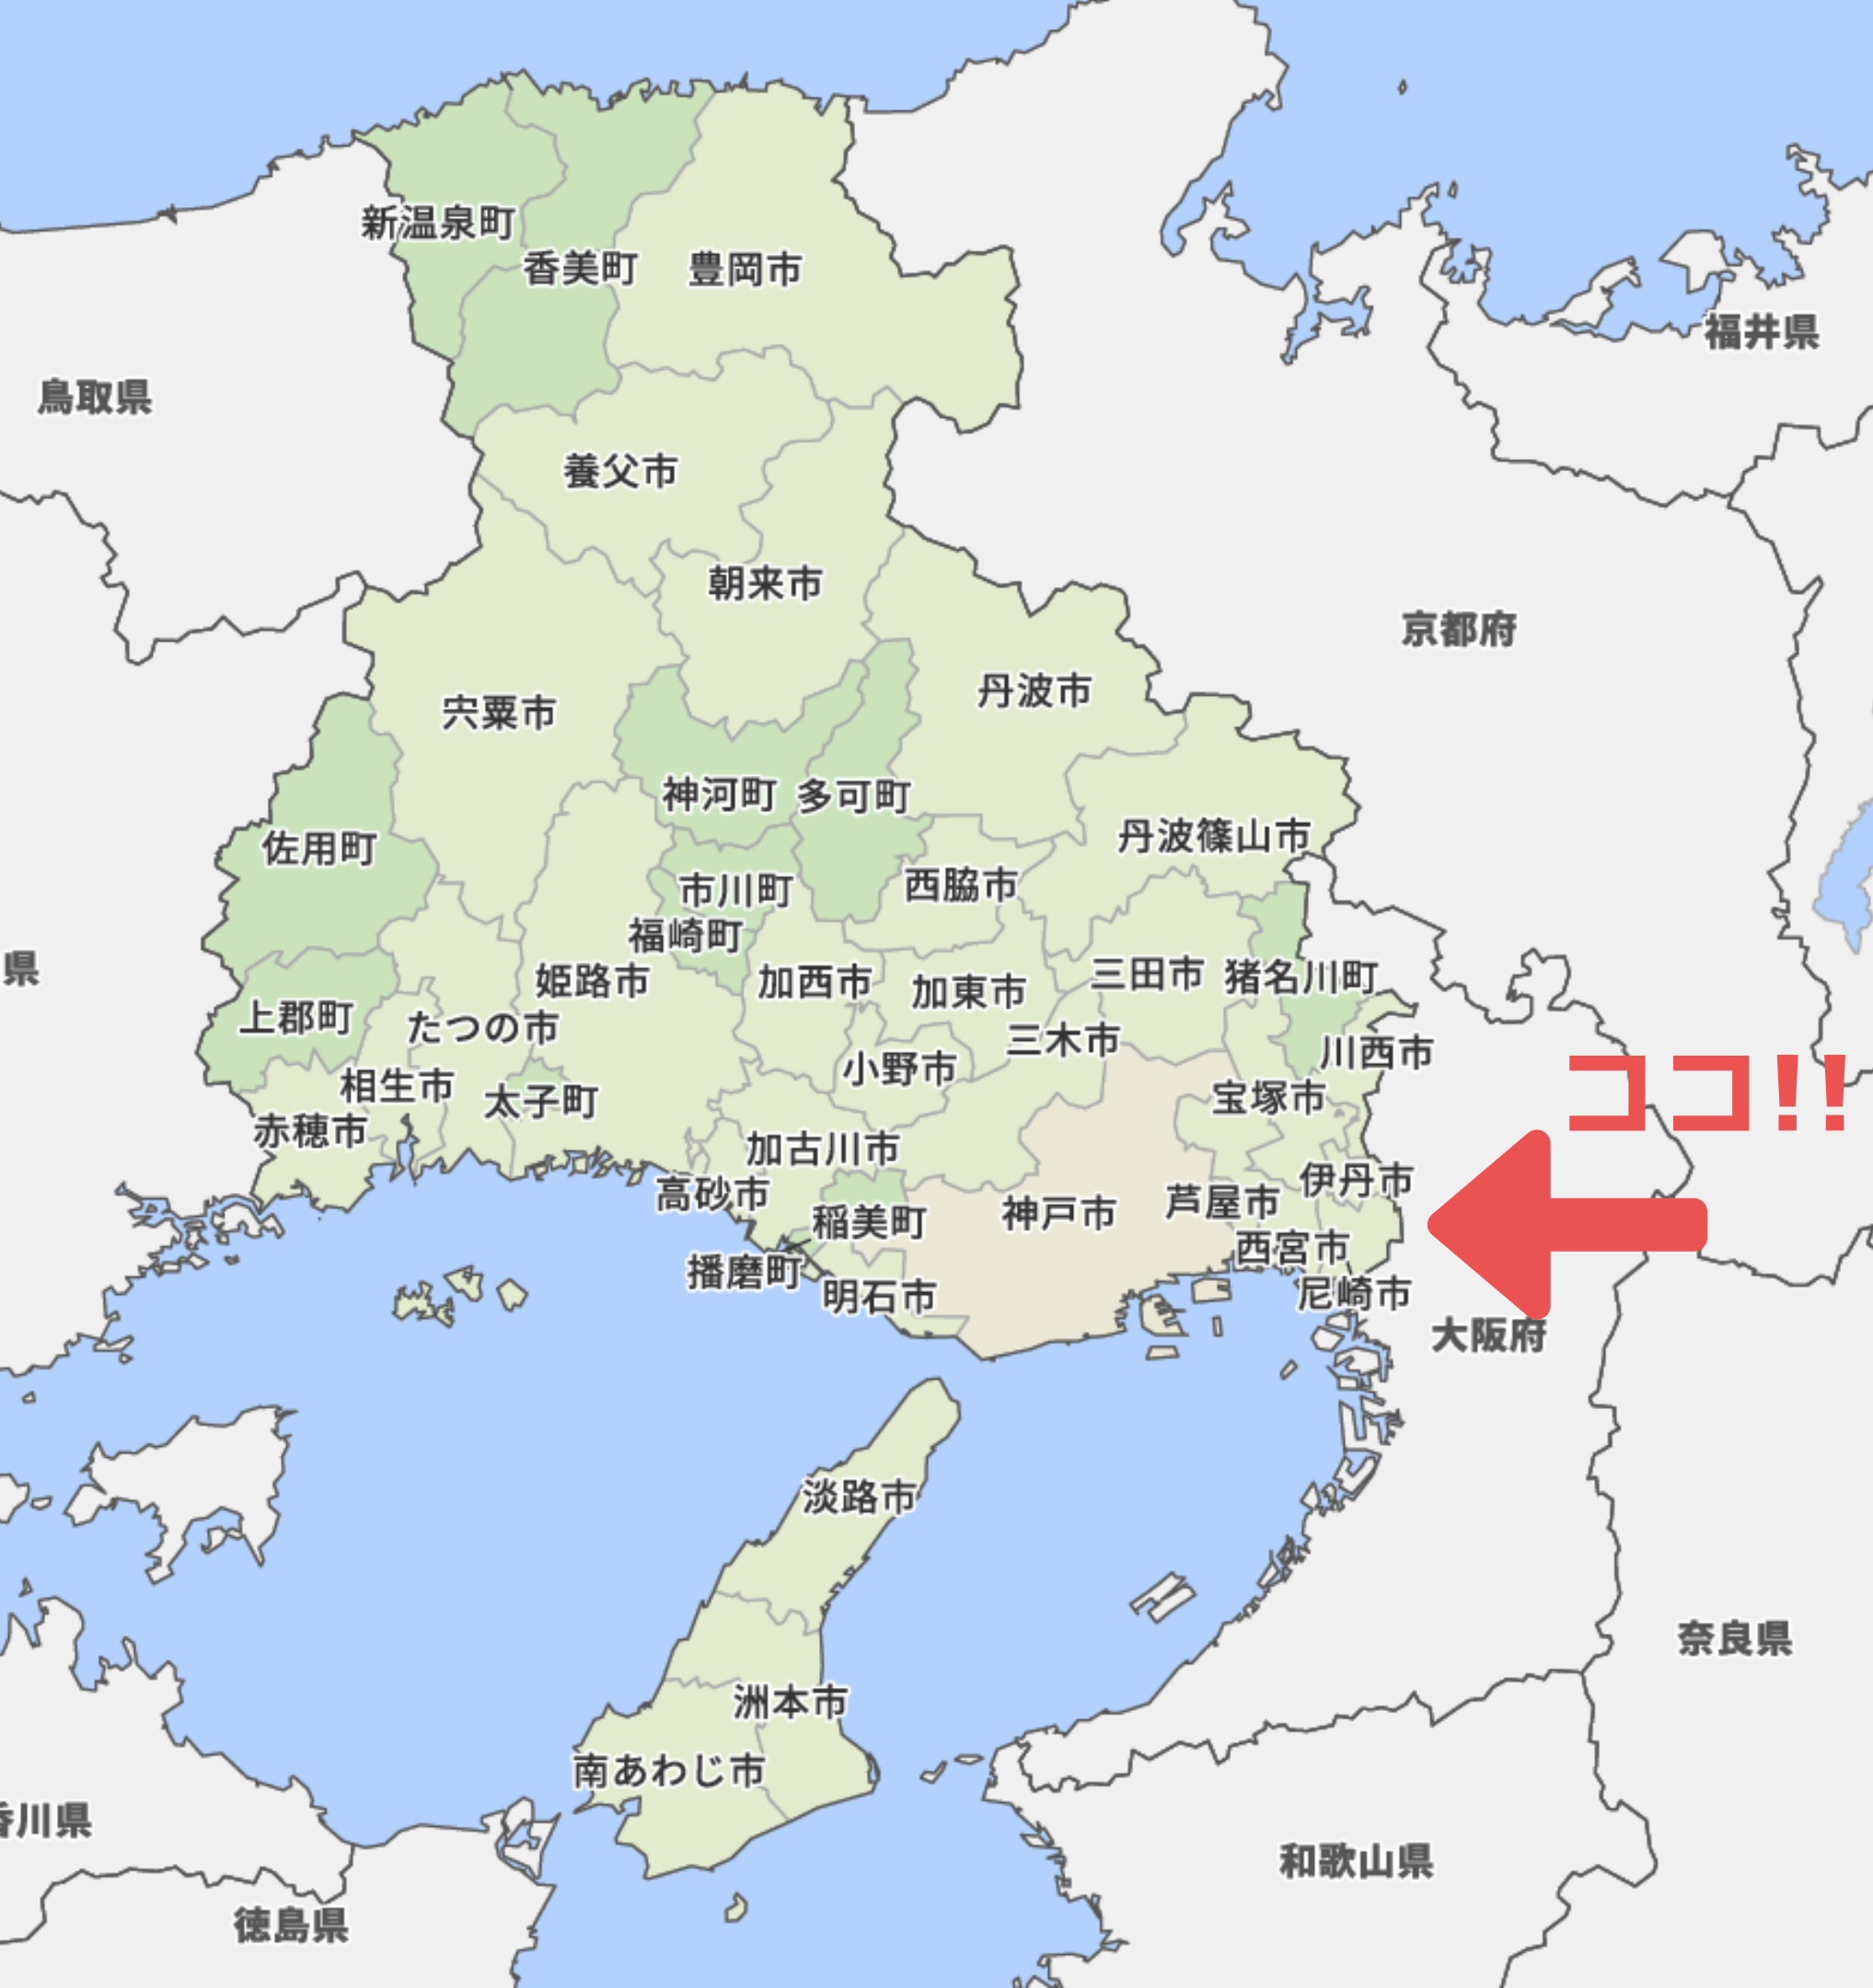 新温泉町
香美町
豊岡市
福井県
鳥取県
養父市
朝来市
京都府
丹波市
宍粟市
神河町
多可町
丹波篠山市
佐用町
市川町
西脇市
福崎町
県
姫路市
加西市
加東市
三田市
猪名川町
上郡町
たつの市
三木市
川西市
小野市
相生市
太子町
宝塚市
ココ!!
赤穂市
加古川市
伊丹市
高砂市
稲美町
神戸市
芦屋市
西宮市
播磨町
明石市
尼崎市
大阪府
淡路市
奈良県
洲本市
南あわじ市
香川県
和歌山県
徳島県